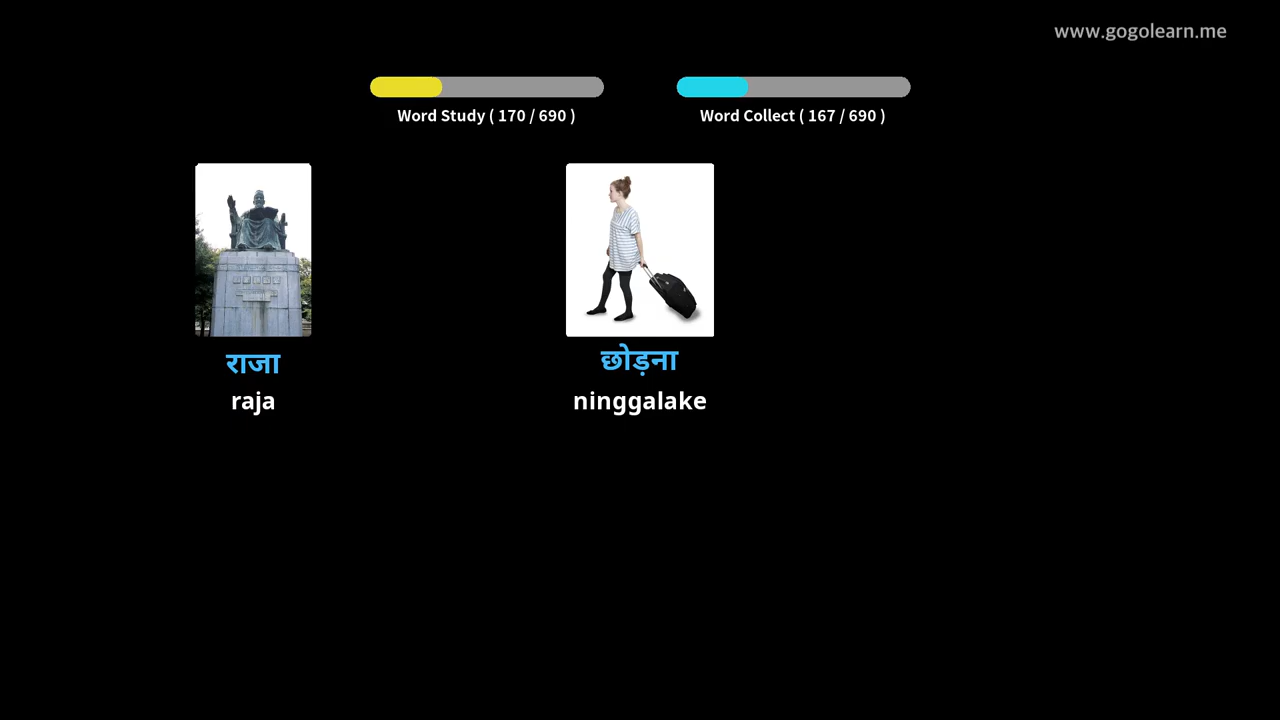 www.gogolearn.me
Word Study ( 170 / 690 )
Word Collect ( 167 / 690 )
राजा
raja
छोड़ना
ninggalake